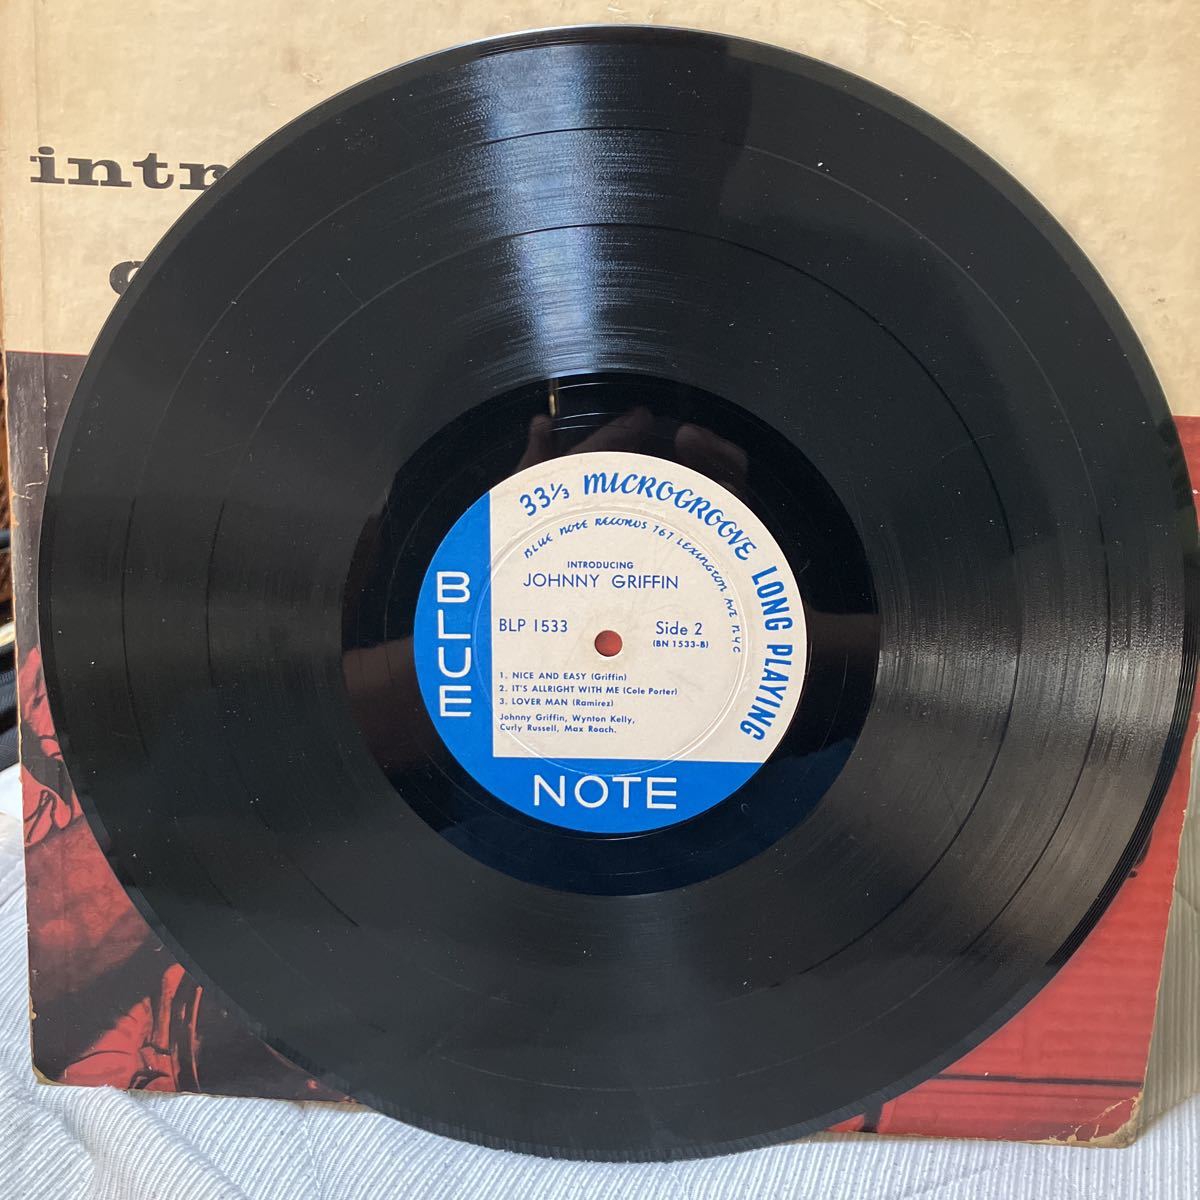 intr
33⅓ MICROGROOVE LONG PLAYING
BLUE NOTE RECORDS 767 LEXINGTON AVE NYC
INTRODUCING
JOHNNY GRIFFIN
BLP 1533 Side 2
(BN 1533-B)
1. NICE AND EASY (Griffin)
2. IT'S ALLRIGHT WITH ME (Cole Porter)
3. LOVER MAN (Ramirez)
Johnny Griffin, Wynton Kelly,
Curly Russell, Max Roach.
BLUE
NOTE